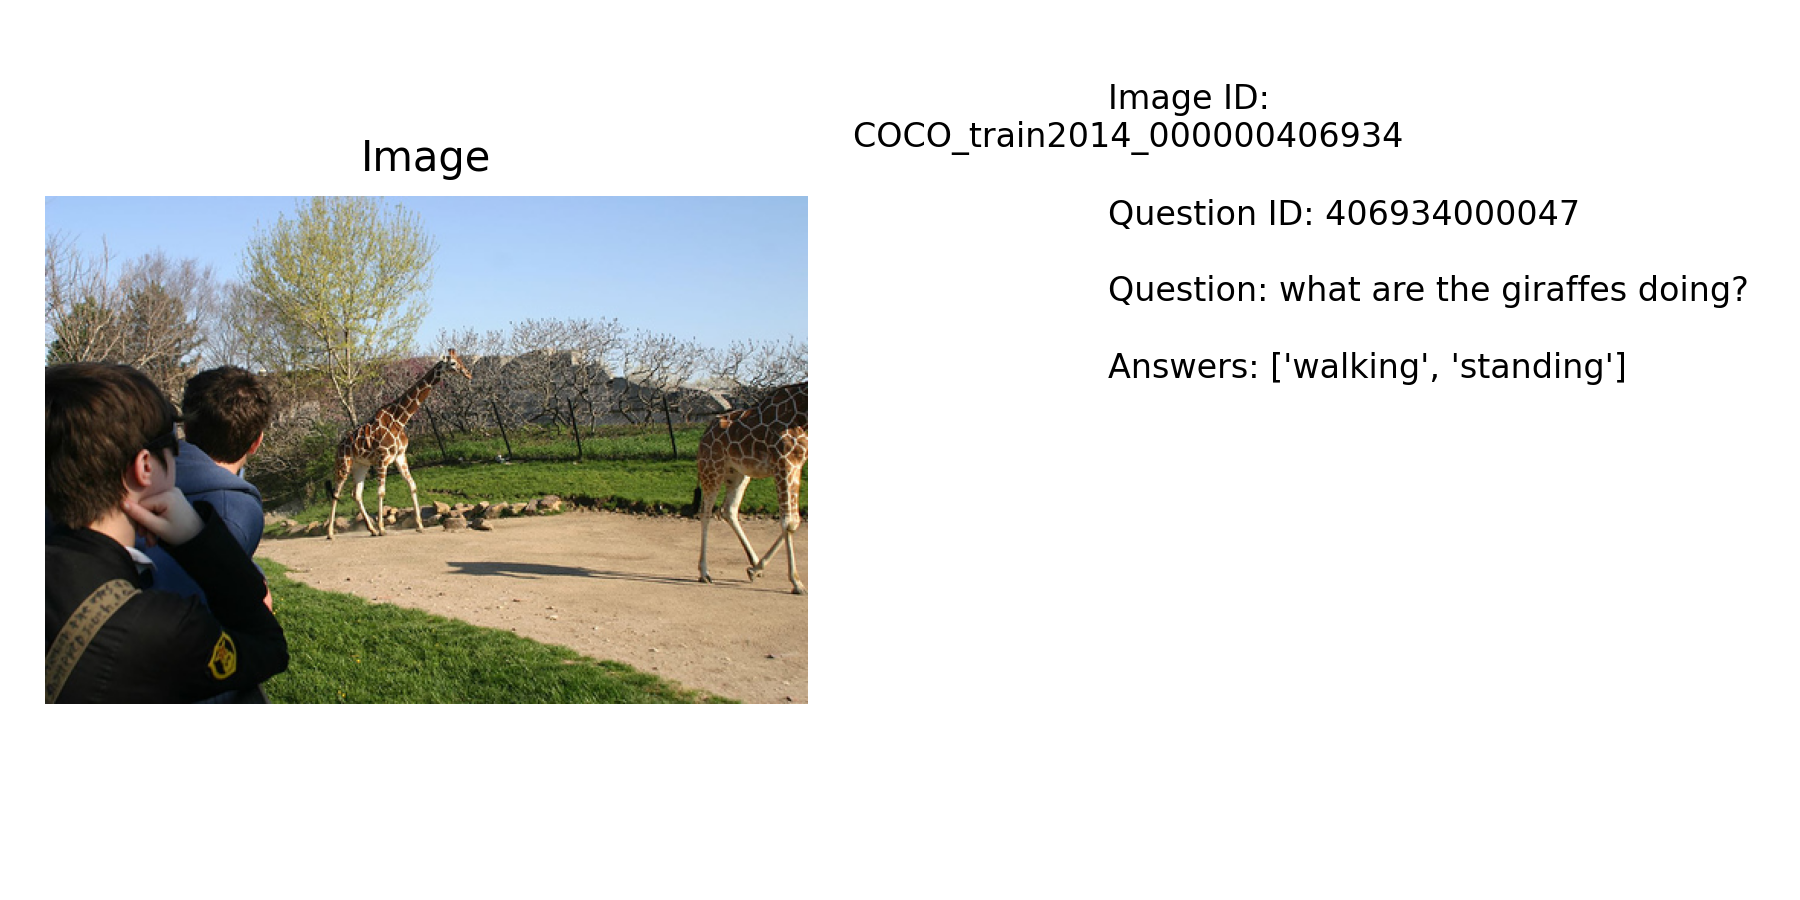 Image
Image ID:
COCO_train2014_000000406934
Question ID: 406934000047
Question: what are the giraffes doing?
Answers: ['walking', 'standing']